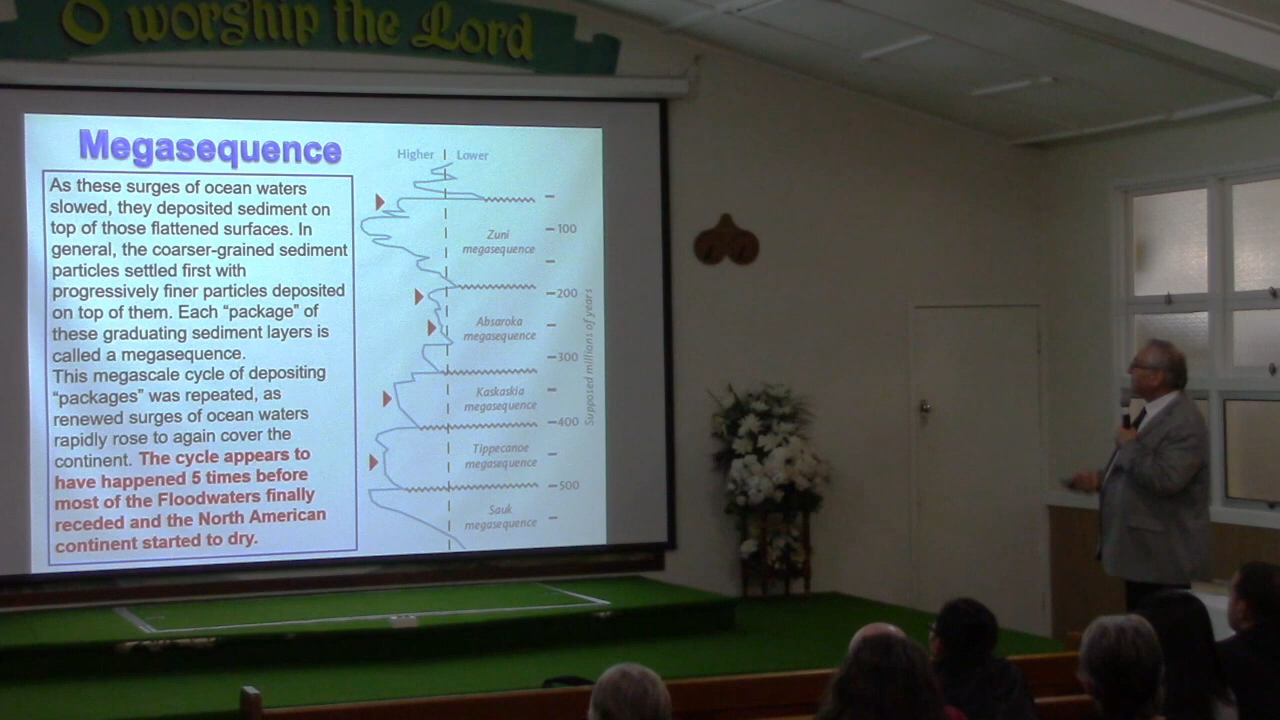 O worship the Lord
Megasequence
As these surges of ocean waters
slowed, they deposited sediment on
top of those flattened surfaces. In
general, the coarser-grained sediment
particles settled first with
progressively finer particles deposited
on top of them. Each “package” of
these graduating sediment layers is
called a megasequence.
This megascale cycle of depositing
“packages” was repeated, as
renewed surges of ocean waters
rapidly rose to again cover the
continent. The cycle appears to
have happened 5 times before
most of the Floodwaters finally
receded and the North American
continent started to dry.
Higher Lower
Zuni
megasequence
Absaroka
megasequence
Kaskaskia
megasequence
Tippecanoe
megasequence
Sauk
megasequence
100
200
300
400
500
Supposed millions of years